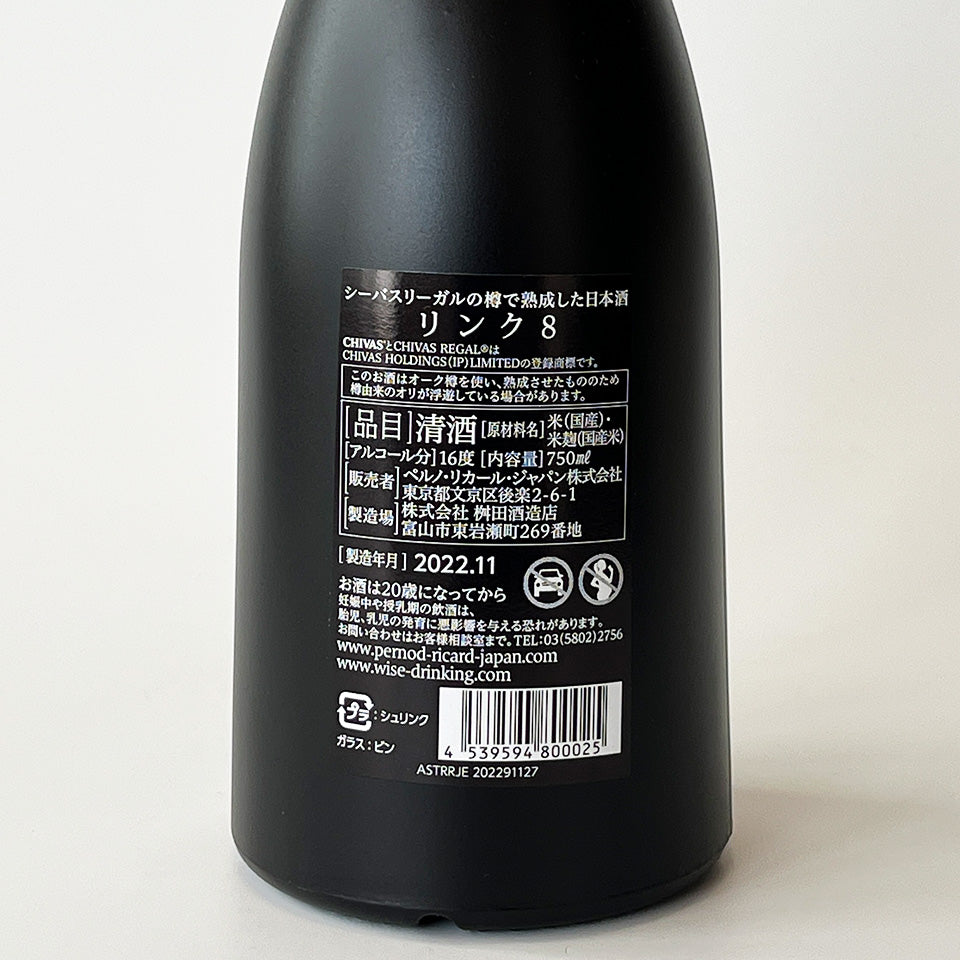 シーバスリーガルの樽で熟成した日本酒
リンク 8
CHIVAS®とCHIVAS REGAL®は
CHIVAS HOLDINGS (IP) LIMITEDの登録商標です。
このお酒はオーク樽を使い、熟成させたもののため
樽由来のオリが浮遊している場合があります。
[品目]清酒 [原材料名]米(国産)・
米麹(国産米)
[アルコール分]16度 [内容量]750㎖
[販売者]ペルノ・リカール・ジャパン株式会社
東京都文京区後楽2-6-1
[製造場]株式会社 桝田酒造店
富山市東岩瀬町269番地
[製造年月] 2022.11
お酒は20歳になってから
妊娠中や授乳期の飲酒は、
胎児、乳児の発育に悪影響を与える恐れがあります。
お問い合わせはお客様相談室まで。TEL:03(5802)2756
www.pernod-ricard-japan.com
www.wise-drinking.com
プラ:シュリンク
ガラス:ビン
4 539594 800025
ASTRRJE 202291127